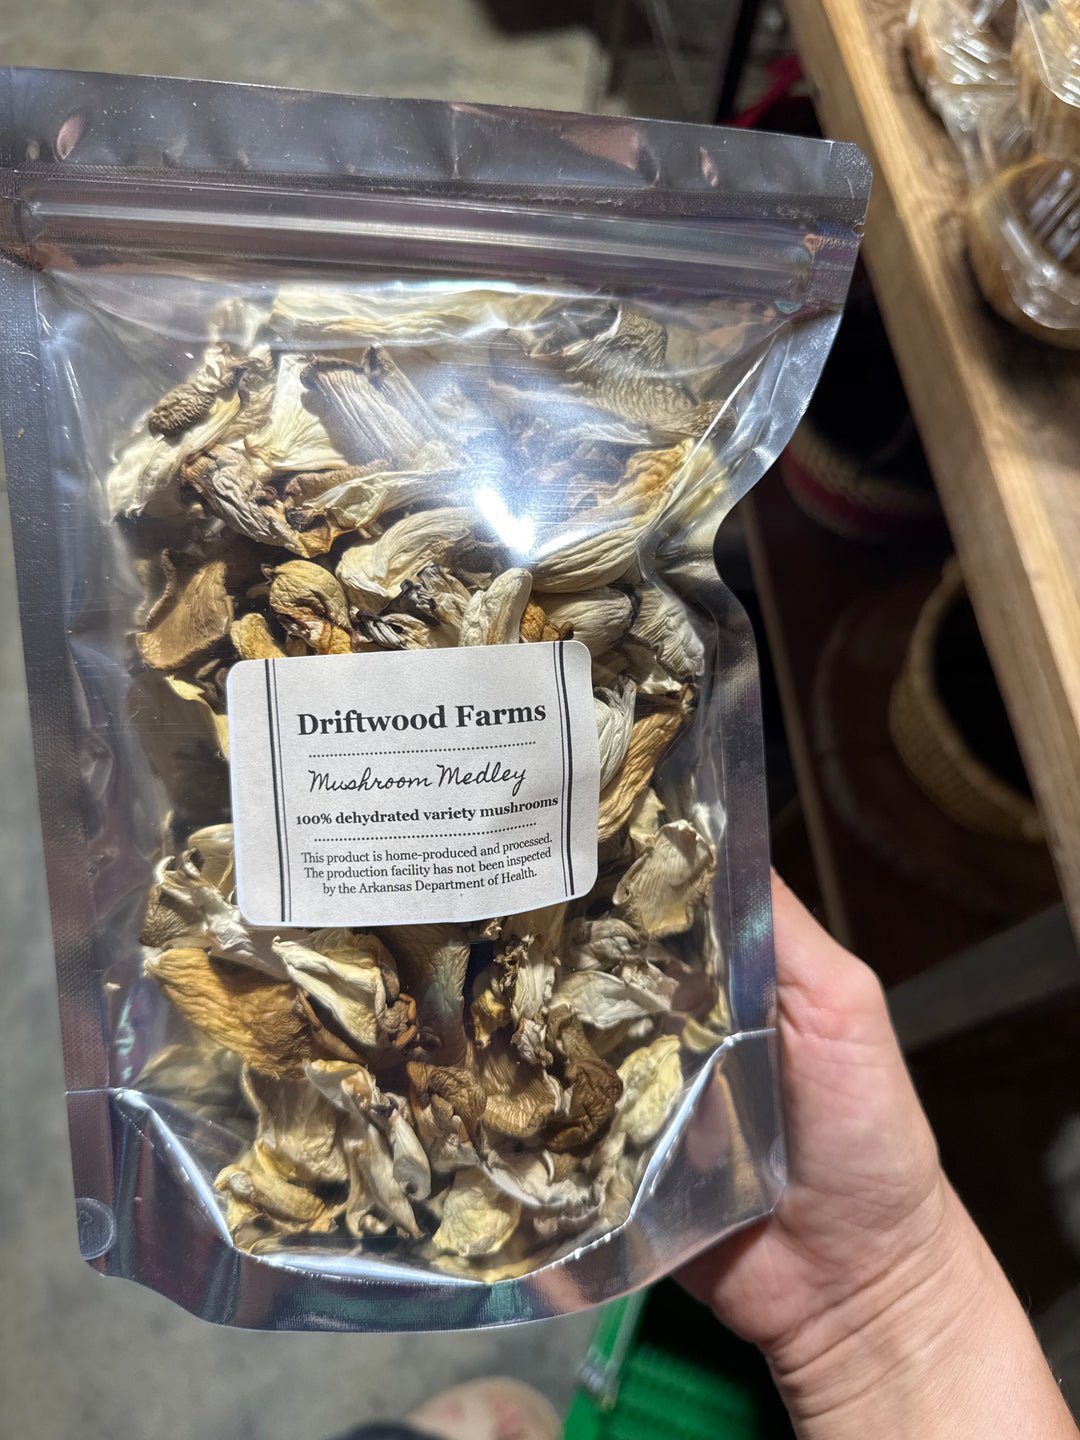 Driftwood Farms
Mushroom Medley
100% dehydrated variety mushrooms
This product is home-produced and processed.
The production facility has not been inspected
by the Arkansas Department of Health.